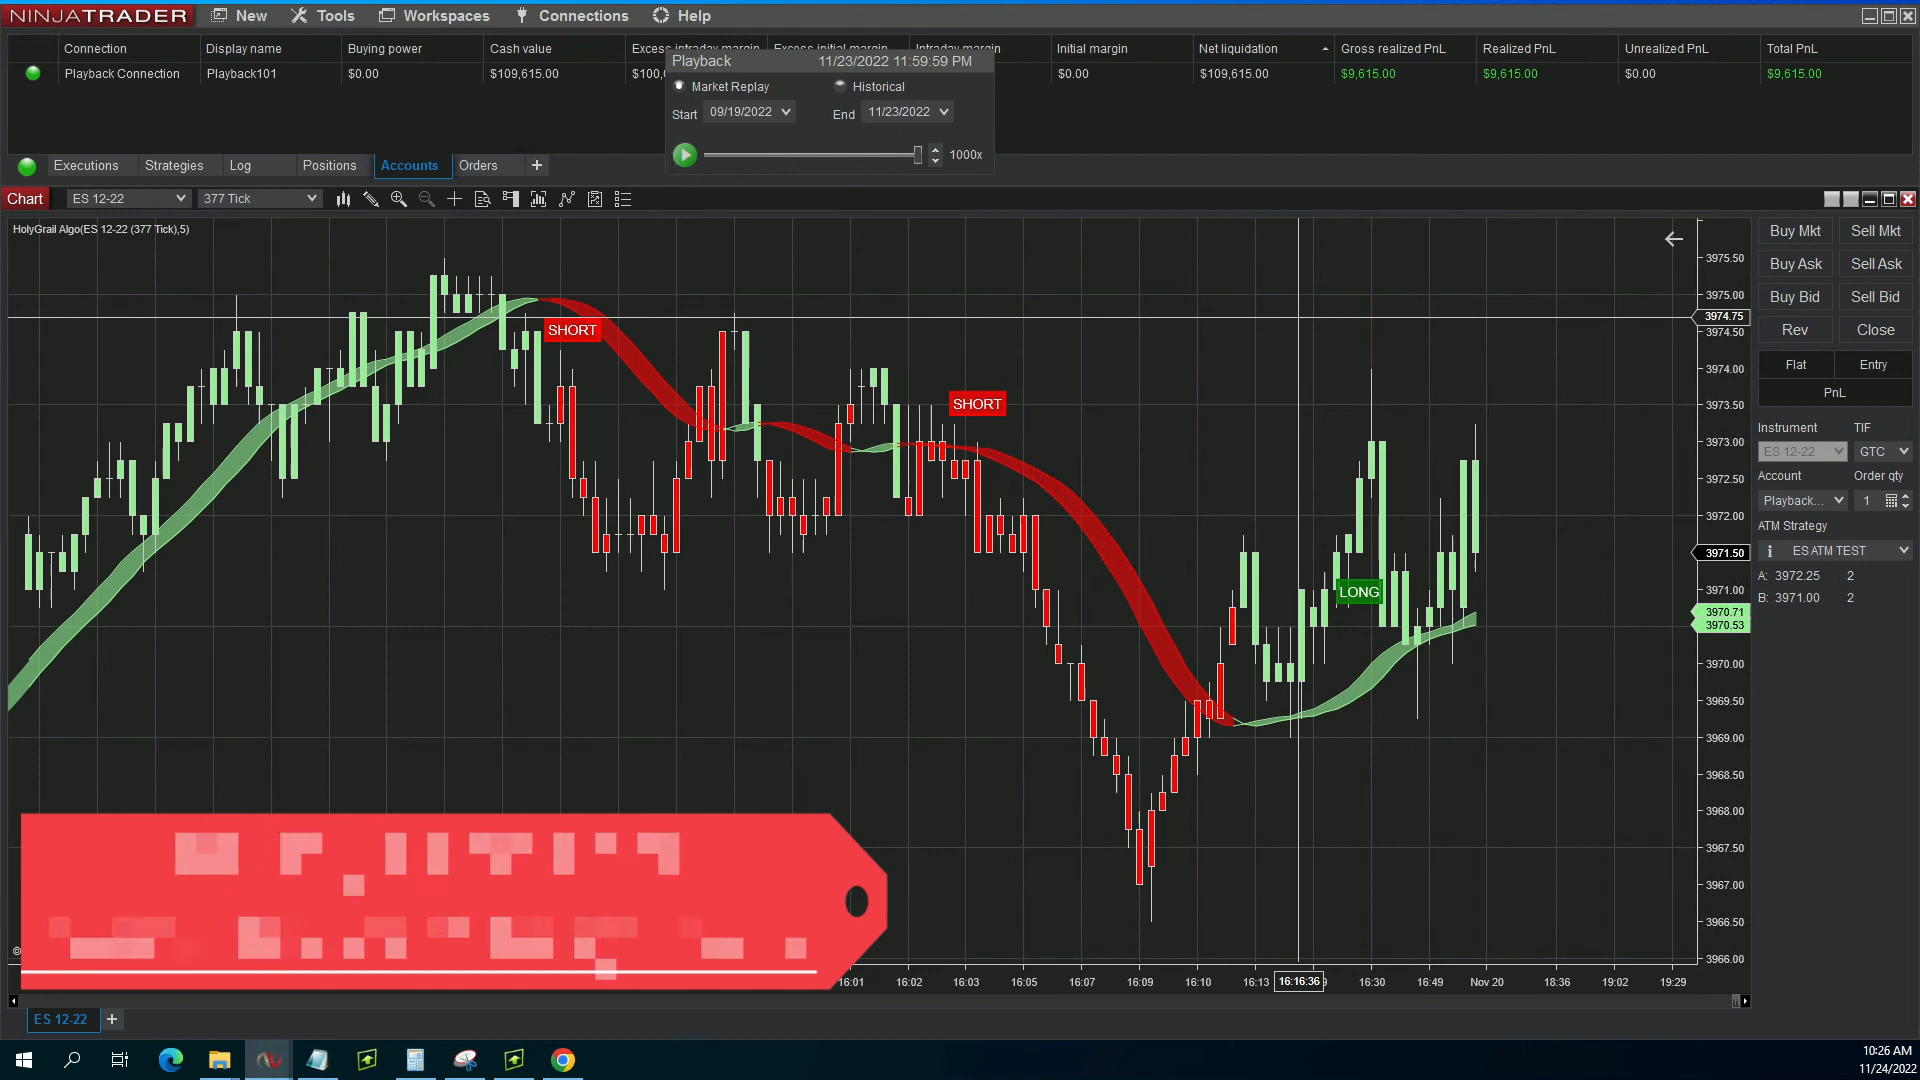 NINJATRADER New Tools Workspaces Connections Help
Connection Display name Buying power Cash value Excess intraday margin Excess initial margin Intraday margin Initial margin Net liquidation Gross realized PnL Realized PnL Unrealized PnL Total PnL
Playback Connection Playback101 $0.00 $109,615.00 $100,0 $0.00 $109,615.00 $9,615.00 $9,615.00 $0.00 $9,615.00
Playback 11/23/2022 11:59:59 PM
Market Replay Historical
Start 09/19/2022 End 11/23/2022
1000x
Executions Strategies Log Positions Accounts Orders +
Chart ES 12-22 377 Tick
HolyGrail Algo(ES 12-22 (377 Tick),5)
SHORT
SHORT
LONG
3975.50
3975.00
3974.75
3974.50
3974.00
3973.50
3973.00
3972.50
3972.00
3971.50
3971.00
3970.71
3970.53
3970.00
3969.50
3969.00
3968.50
3968.00
3967.50
3967.00
3966.50
3966.00
Buy Mkt Sell Mkt
Buy Ask Sell Ask
Buy Bid Sell Bid
Rev Close
Flat Entry
PnL
Instrument TIF
ES 12-22 GTC
Account Order qty
Playback... 1
ATM Strategy
ES ATM TEST
A: 3972.25 2
B: 3971.00 2
©
16:01 16:02 16:03 16:05 16:07 16:09 16:10 16:13 16:16:36 16:30 16:49 Nov 20 18:36 19:02 19:29
ES 12-22 +
10:26 AM
11/24/2022